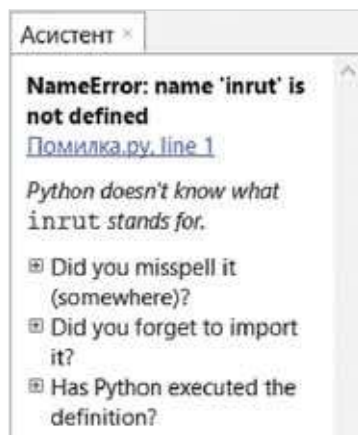 Асистент ×
NameError: name 'inrut' is
not defined
Помилка.py, line 1
Python doesn't know what
inrut stands for.
Did you misspell it
(somewhere)?
Did you forget to import
it?
Has Python executed the
definition?